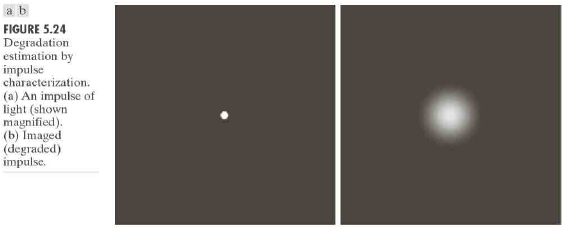 a b
FIGURE 5.24
Degradation
estimation by
impulse
characterization.
(a) An impulse of
light (shown
magnified).
(b) Imaged
(degraded)
impulse.